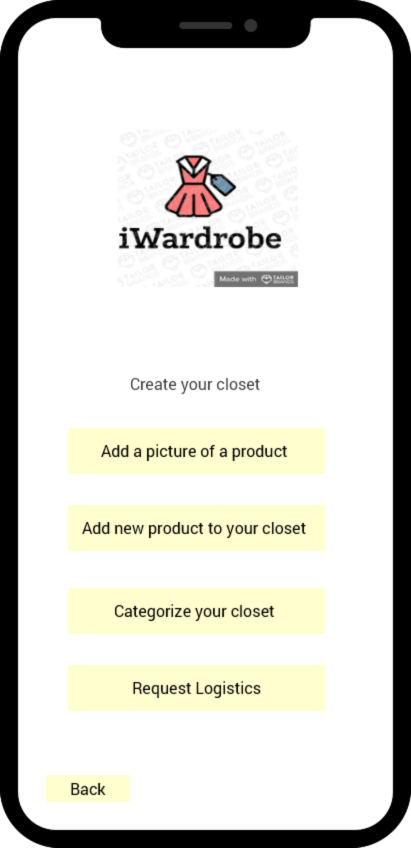 iWardrobe
Made with TAILOR BRANDS
Create your closet
Add a picture of a product
Add new product to your closet
Categorize your closet
Request Logistics
Back